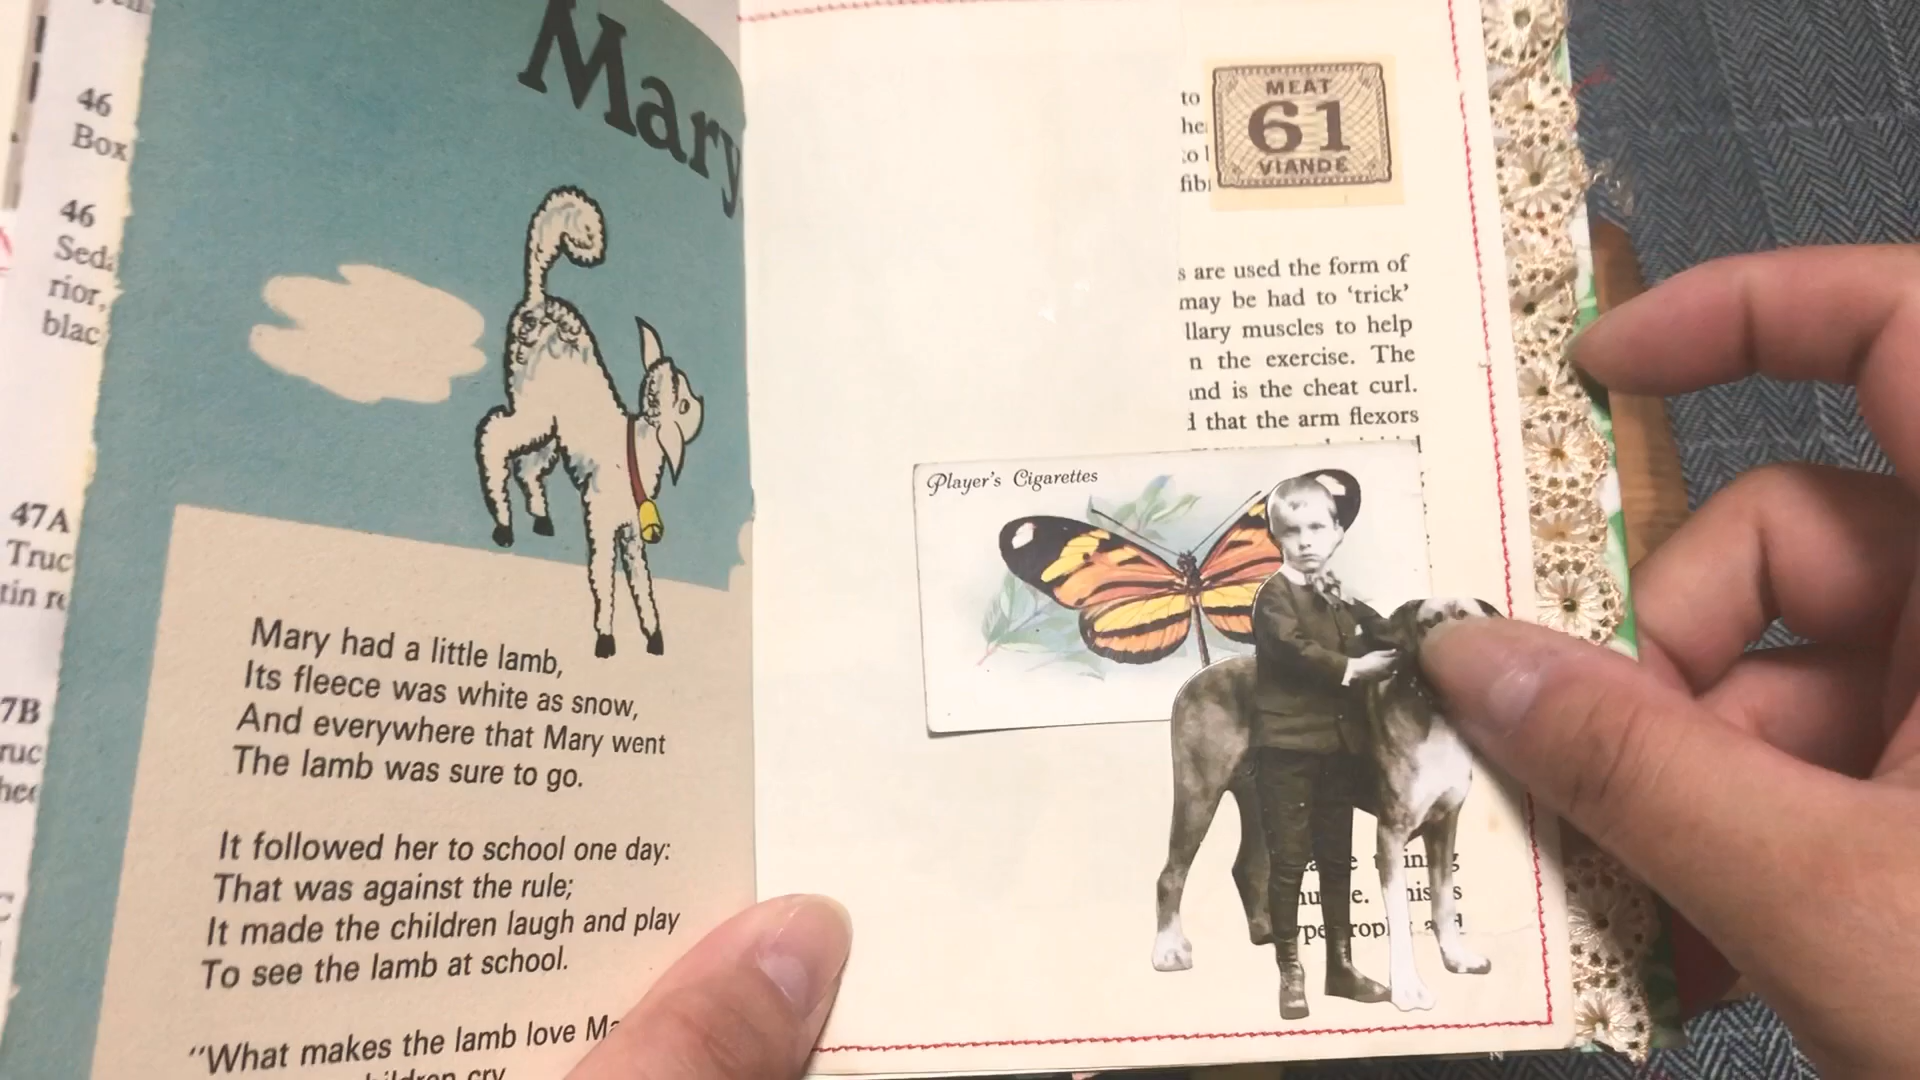 46
Box
46
rior,
blac
47A
Truc
tin
7B
Mary
Mary had a little lamb,
Its fleece was white as snow,
And everywhere that Mary went
The lamb was sure to go.
It followed her to school one day:
That was against the rule;
It made the children laugh and play
To see the lamb at school.
"What makes the lamb love
cry
to
MEAT
61
VIANDE
s are used the form of
may be had to 'trick'
llary muscles to help
n the exercise. The
and is the cheat curl.
that the arm flexors
Player's Cigarettes